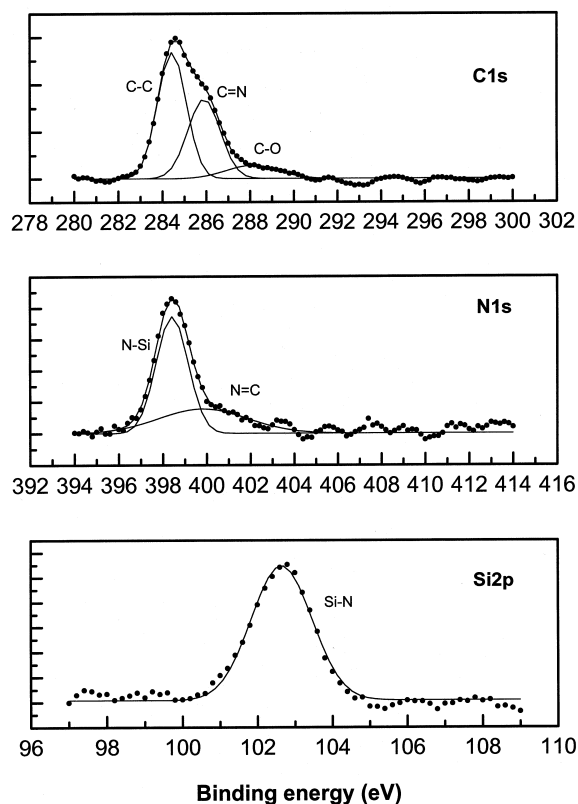 C1s
C-C
C=N
C-O
278 280 282 284 286 288 290 292 294 296 298 300 302
N1s
N-Si
N=C
392 394 396 398 400 402 404 406 408 410 412 414 416
Si2p
Si-N
96 98 100 102 104 106 108 110
Binding energy (eV)